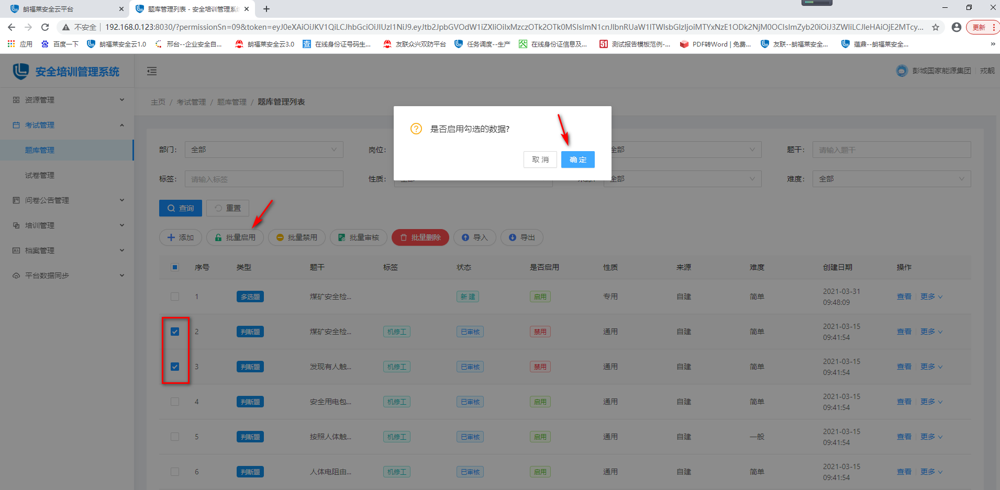 朗福莱安全云平台
题库管理列表 - 安全培训管理系统
不安全
192.168.0.123:8030/?permissionSn=09&token=eyJ0eXAiOiJKV1QiLCJhbGciOiJIUzI1NiJ9.eyJtb2JpbGVOdW1iZXIiOiIxMzczOTk2OTk0MSIsImN1cnJlbnRUaW1lTWlsbGlzIjoiMTYxNzE1ODk2NjM0OCIsImZyb20iOiJ3ZWIiLCJleHAiOjE2MTcy...
更新
应用
百度一下
朗福莱安全云1.0
邢台--企业安全自...
朗福莱安全云3.0
查
在线身份证号码生...
友联众兴双防平台
任务调度--生产
在线身份证信息及...
51
测试报告模板范例-...
PDF转Word | 免费...
友联--朗福莱安全...
蕴鼎--朗福莱安全...
»
安全培训管理系统
彭城国家能源集团
戎靓
资源管理
考试管理
题库管理
试卷管理
问卷公告管理
培训管理
档案管理
平台数据同步
主页 / 考试管理 / 题库管理 / 题库管理列表
是否启用勾选的数据?
取 消
确 定
部门:
全部
岗位:
全部
题干:
请输入题干
标签:
请输入标签
性质:
全部
难度:
全部
查询
重置
添加
批量启用
批量禁用
批量审核
批量删除
导入
导出
序号 类型 题干 标签 状态 是否启用 性质 来源 难度 创建日期 操作
1 多选题 煤矿安全检... 新 建 启用 专用 自建 简单 2021-03-31 查看 更多
09:48:09
2 判断题 煤矿安全检... 机修工 已审核 禁用 通用 自建 简单 2021-03-15 查看 更多
09:41:54
3 判断题 发现有人触... 机修工 已审核 禁用 通用 自建 简单 2021-03-15 查看 更多
09:41:54
4 判断题 安全用电包... 机修工 已审核 启用 通用 自建 简单 2021-03-15 查看 更多
09:41:54
5 判断题 按照人体触... 机修工 已审核 启用 通用 自建 一般 2021-03-15 查看 更多
09:41:54
6 判断题 人体电阻由... 机修工 已审核 启用 通用 自建 简单 2021-03-15 查看 更多
09:41:54